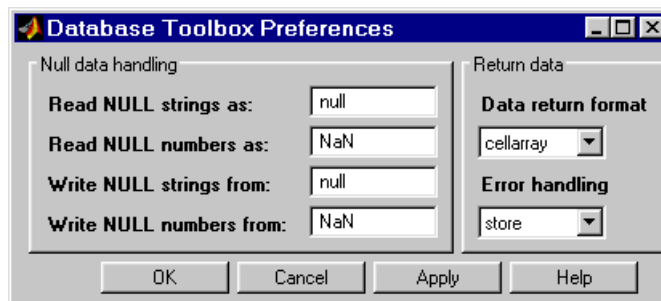 Database Toolbox Preferences
Null data handling
Read NULL strings as: null
Read NULL numbers as: NaN
Write NULL strings from: null
Write NULL numbers from: NaN
Return data
Data return format
cellarray
Error handling
store
OK Cancel Apply Help